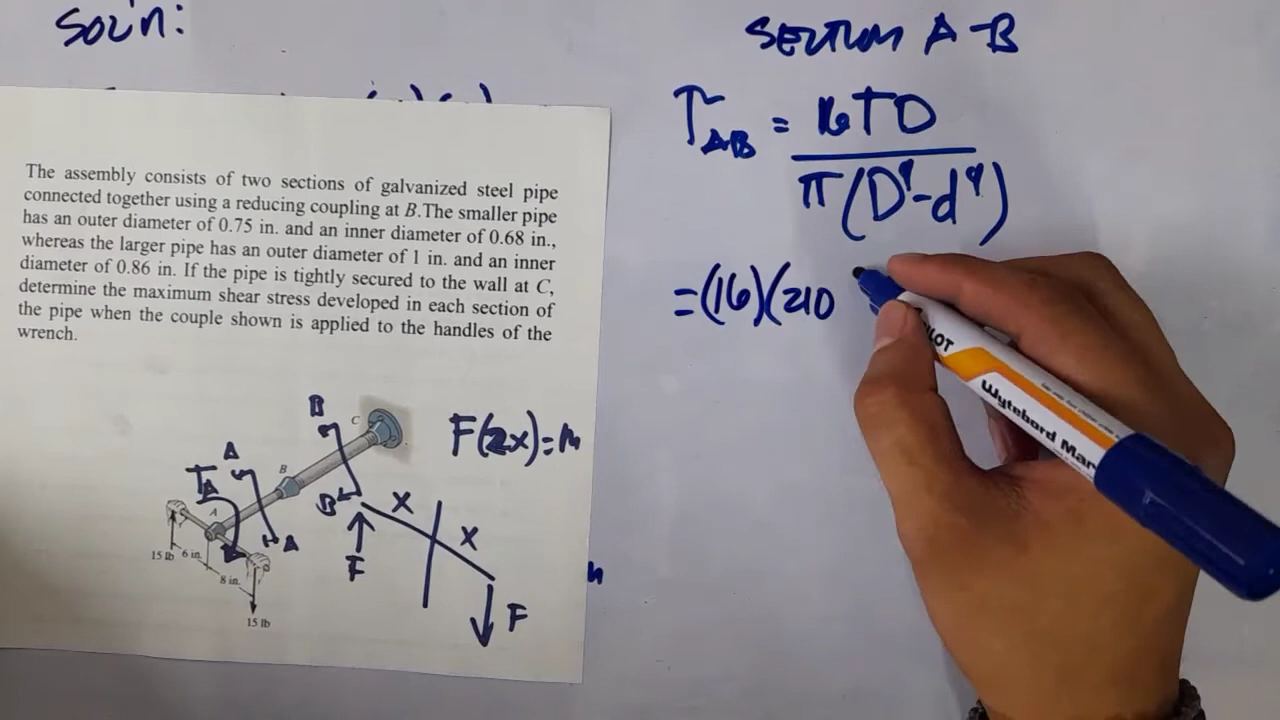 SOL'N:
SECTION A-B
τAB = 16TD
π(D⁴-d⁴)
=(16)(210
The assembly consists of two sections of galvanized steel pipe
connected together using a reducing coupling at B.The smaller pipe
has an outer diameter of 0.75 in. and an inner diameter of 0.68 in.,
whereas the larger pipe has an outer diameter of 1 in. and an inner
diameter of 0.86 in. If the pipe is tightly secured to the wall at C,
determine the maximum shear stress developed in each section of
the pipe when the couple shown is applied to the handles of the
wrench.
B
C
F(2x)=M
A
B
TA
B
X
A
X
A
15 lb
6 in.
F
8 in.
F
15 lb
PILOT
Wytebord Mar